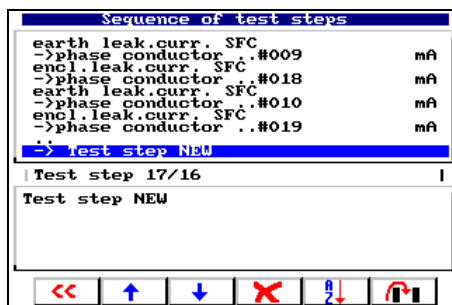 Sequence of test steps
earth leak.curr. SFC
->phase conductor ..#009 mA
encl.leak.curr. SFC
->phase conductor ..#018 mA
earth leak.curr. SFC
->phase conductor ..#010 mA
encl.leak.curr. SFC
->phase conductor ..#019 mA
..
-> Test step NEW
Test step 17/16
Test step NEW
<< A Z